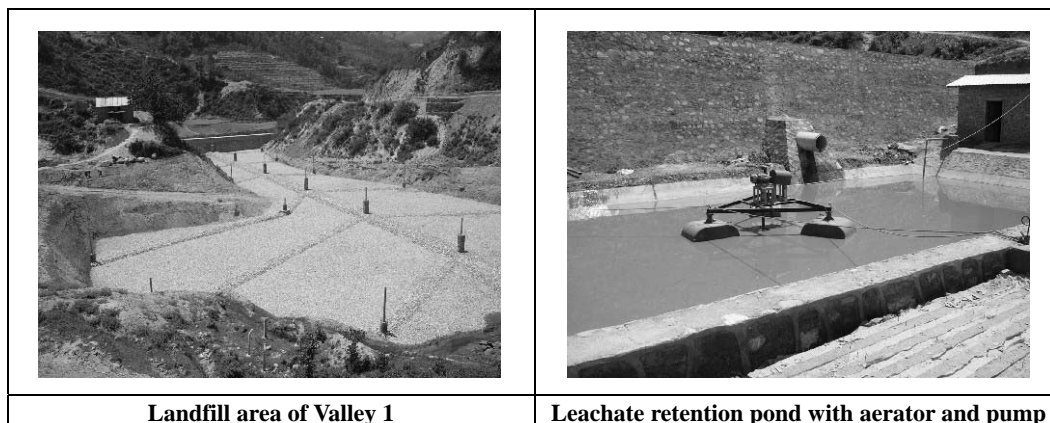 Landfill area of Valley 1
Leachate retention pond with aerator and pump